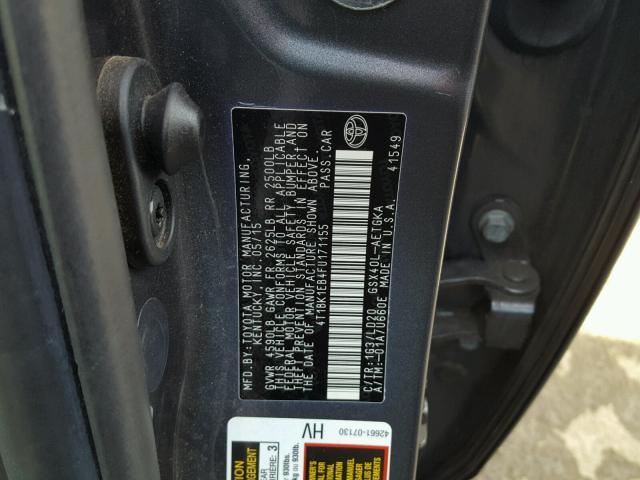 MFD. BY: TOYOTA MOTOR MANUFACTURING,
KENTUCKY, INC. 05/15
GVWR 4590LB GAWR FR 2625LB RR 2500LB
THIS VEHICLE CONFORMS TO ALL APPLICABLE
FEDERAL MOTOR VEHICLE SAFETY, BUMPER, AND
THEFT PREVENTION STANDARDS IN EFFECT ON
THE DATE OF MANUFACTURE SHOWN ABOVE.
4T1BK1EB4FU171155 PASS.CAR
C/TR:1G3/LD20 GSX40L-AETGKA
A/TM:-01A/U660E MADE IN U.S.A. 41549
42661-07130
HV
3
930lbs.
930lb.